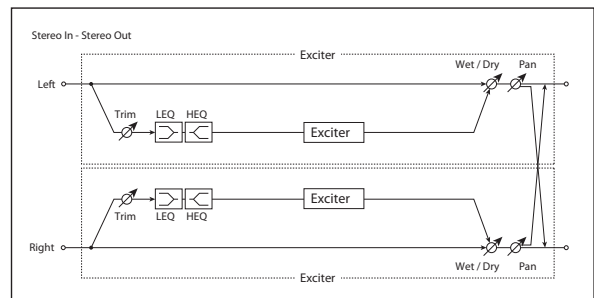 Stereo In - Stereo Out
Exciter
Wet / Dry Pan
Left
Trim LEQ HEQ
Exciter
Exciter
Trim LEQ HEQ
Right
Wet / Dry Pan
Exciter